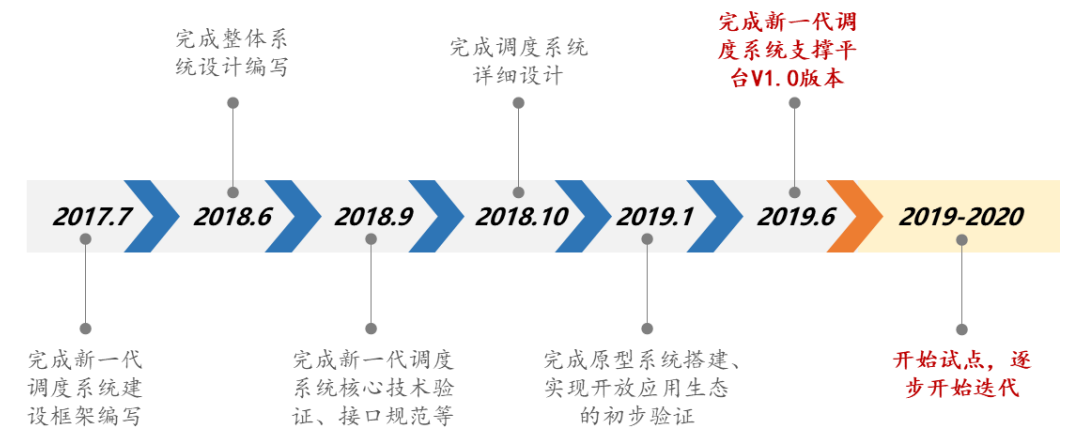 完成整体系
统设计编写
完成调度系统
详细设计
完成新一代调
度系统支撑平
台V1.0版本
2017.7
2018.6
2018.9
2018.10
2019.1
2019.6
2019-2020
完成新一代
调度系统建
设框架编写
完成新一代调度
系统核心技术验
证、接口规范等
完成原型系统搭建、
实现开放应用生态
的初步验证
开始试点，逐
步开始迭代